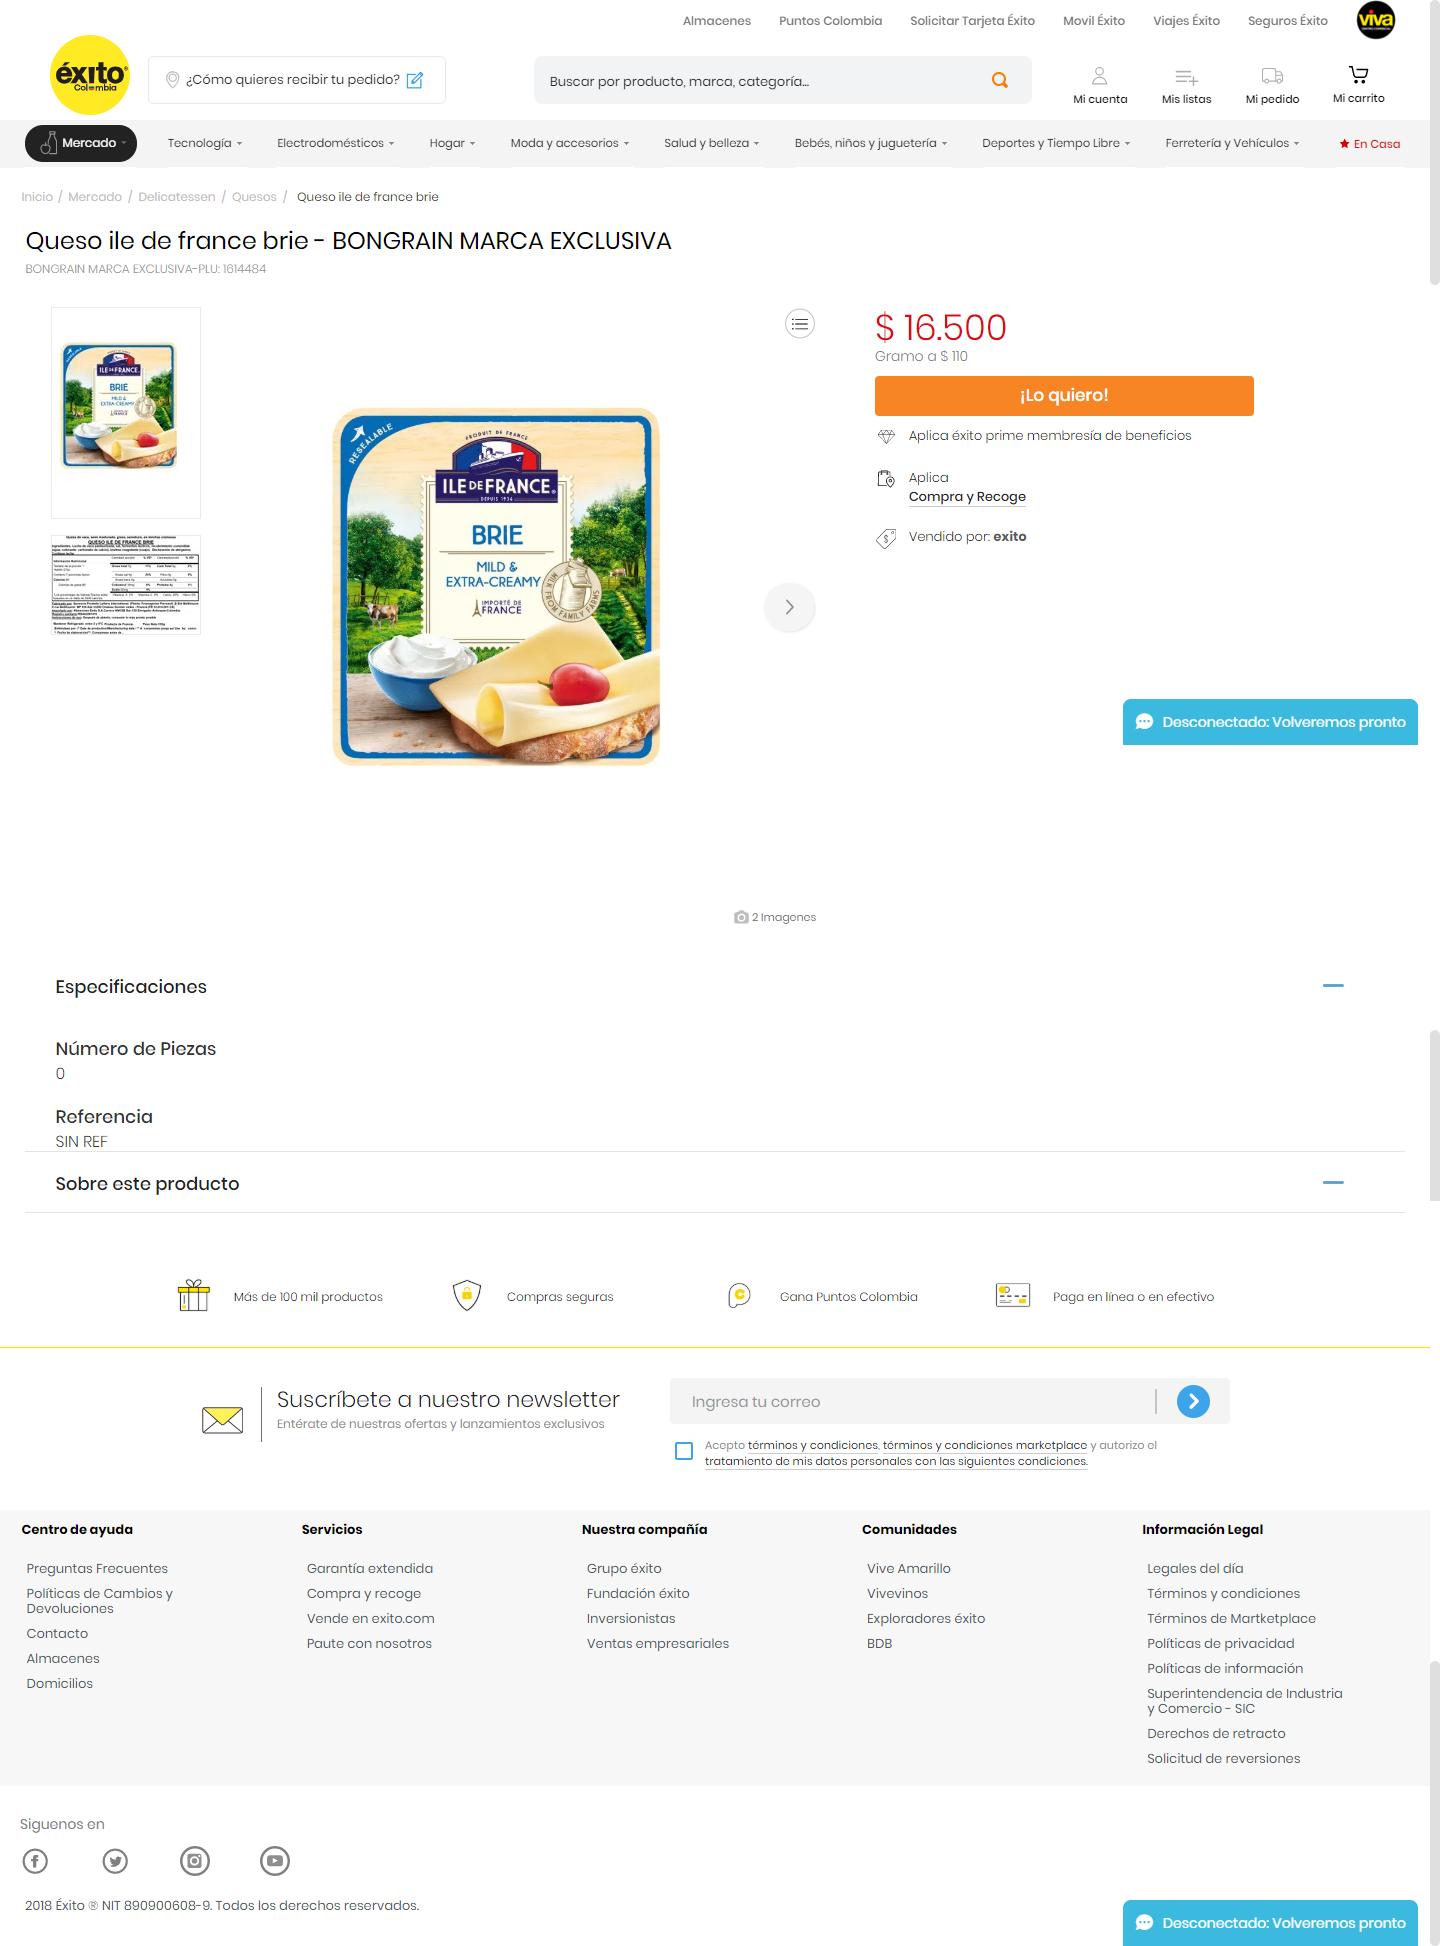 Almacenes Puntos Colombia Solicitar Tarjeta Éxito Movil Éxito Viajes Éxito Seguros Éxito viva
éxito
Colombia
¿Cómo quieres recibir tu pedido?
Buscar por producto, marca, categoría...
Mi cuenta Mis listas Mi pedido Mi carrito
Mercado Tecnología Electrodomésticos Hogar Moda y accesorios Salud y belleza Bebés, niños y juguetería Deportes y Tiempo Libre Ferretería y Vehículos En Casa
Inicio / Mercado / Delicatessen / Quesos / Queso ile de france brie
Queso ile de france brie - BONGRAIN MARCA EXCLUSIVA
BONGRAIN MARCA EXCLUSIVA-PLU: 1614484
ILE DE FRANCE
BRIE
MILD &
EXTRA-CREAMY
QUESO ILE DE FRANCE BRIE
RESEALABLE
PRODUIT DE FRANCE
ILE DE FRANCE®
DEPUIS 1936
BRIE
MILD &
EXTRA-CREAMY
MILK FROM FAMILY FARMS
IMPORTÉ DE
FRANCE
2 Imagenes
$ 16.500
Gramo a $ 110
¡Lo quiero!
Aplica éxito prime membresía de beneficios
Aplica
Compra y Recoge
Vendido por: exito
Desconectado: Volveremos pronto
Especificaciones
Número de Piezas
0
Referencia
SIN REF
Sobre este producto
Más de 100 mil productos Compras seguras Gana Puntos Colombia Paga en línea o en efectivo
Suscríbete a nuestro newsletter
Entérate de nuestras ofertas y lanzamientos exclusivos
Ingresa tu correo
Acepto términos y condiciones, términos y condiciones marketplace y autorizo el
tratamiento de mis datos personales con las siguientes condiciones.
Centro de ayuda
Preguntas Frecuentes
Políticas de Cambios y
Devoluciones
Contacto
Almacenes
Domicilios
Servicios
Garantía extendida
Compra y recoge
Vende en exito.com
Paute con nosotros
Nuestra compañía
Grupo éxito
Fundación éxito
Inversionistas
Ventas empresariales
Comunidades
Vive Amarillo
Vivevinos
Exploradores éxito
BDB
Información Legal
Legales del día
Términos y condiciones
Términos de Martketplace
Políticas de privacidad
Políticas de información
Superintendencia de Industria
y Comercio - SIC
Derechos de retracto
Solicitud de reversiones
Siguenos en
2018 Éxito ® NIT 890900608-9. Todos los derechos reservados.
Desconectado: Volveremos pronto